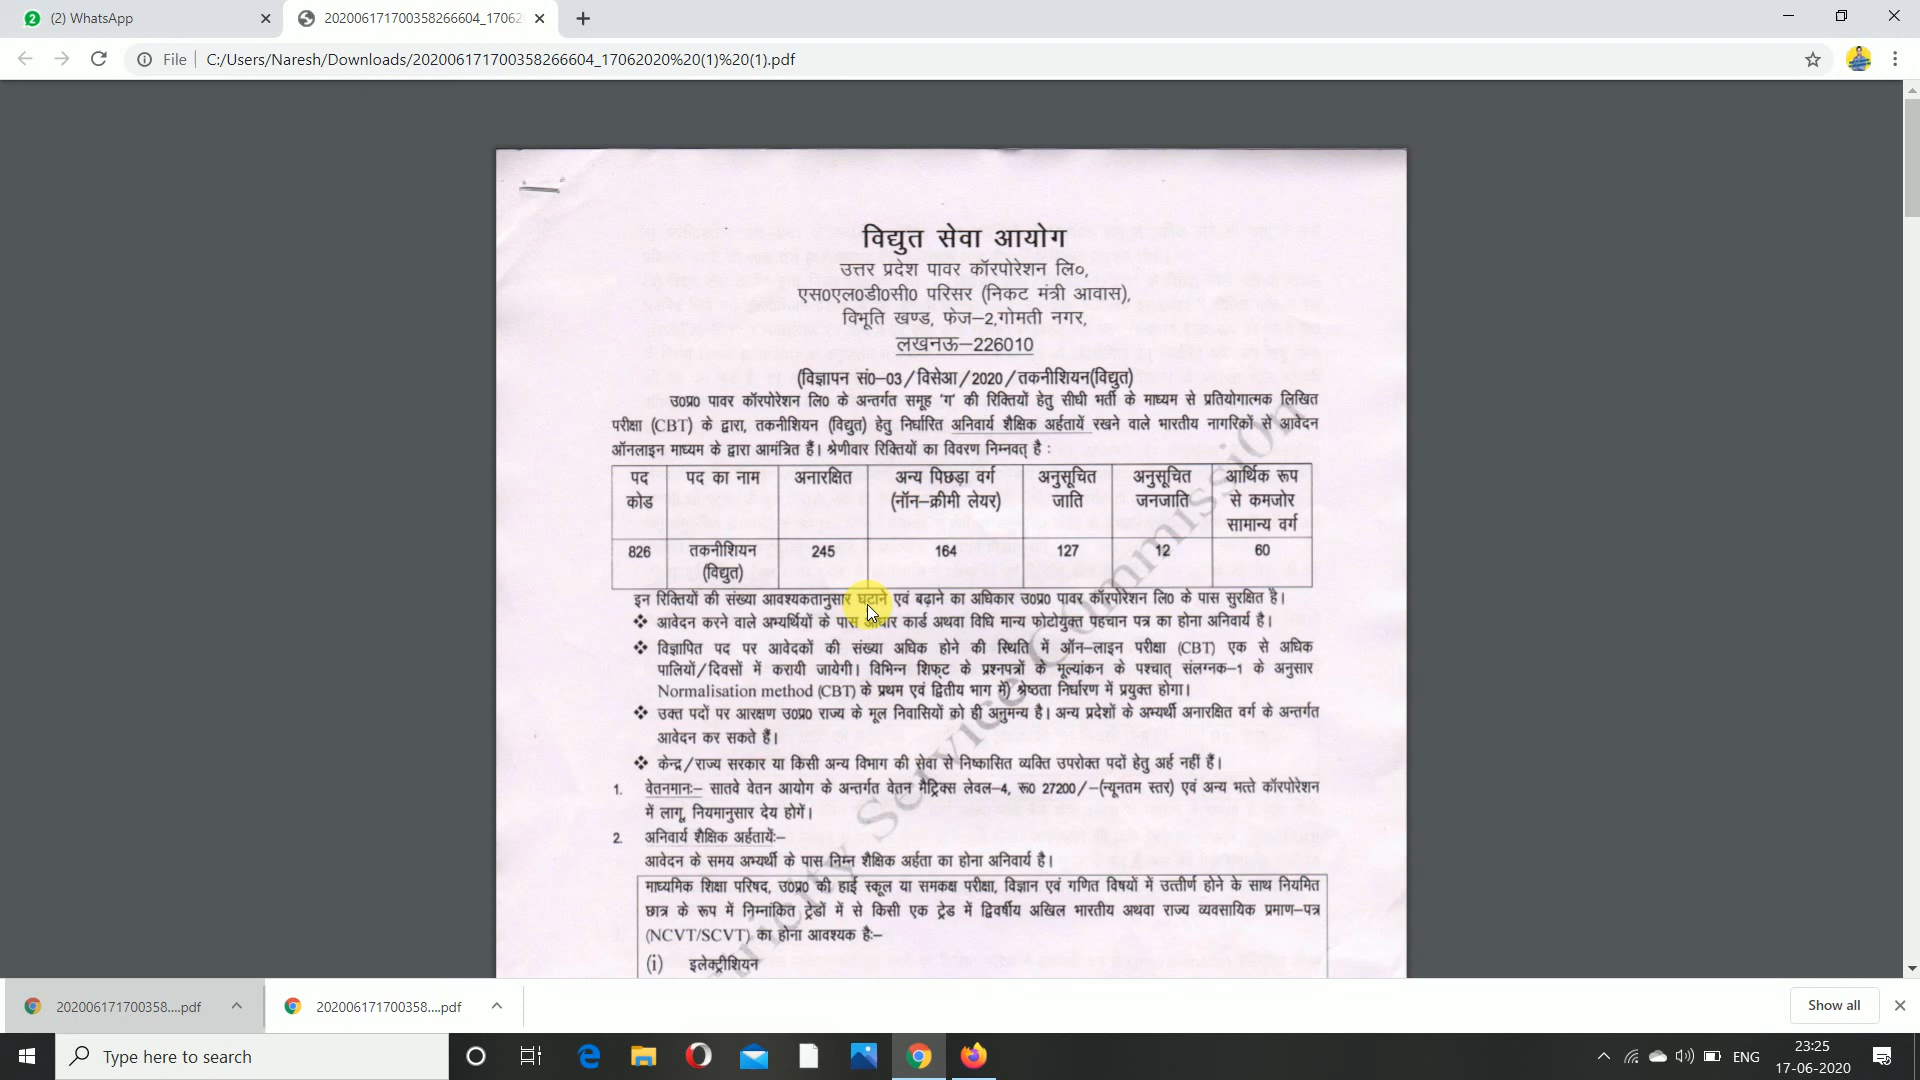 (2) WhatsApp
202006171700358266604_17062
File
C:/Users/Naresh/Downloads/202006171700358266604_17062020%20(1)%20(1).pdf
विद्युत सेवा आयोग
उत्तर प्रदेश पावर कॉरपोरेशन लि०,
एस0एल0डी0सी0 परिसर (निकट मंत्री आवास),
विभूति खण्ड, फेज–2,गोमती नगर,
लखनऊ–226010
(विज्ञापन सं0–03/विसेआ/2020/तकनीशियन(विद्युत)
उ0प्र0 पावर कॉरपोरेशन लि0 के अन्तर्गत समूह 'ग' की रिक्तियों हेतु सीधी भर्ती के माध्यम से प्रतियोगात्मक लिखित
परीक्षा (CBT) के द्वारा, तकनीशियन (विद्युत) हेतु निर्धारित अनिवार्य शैक्षिक अर्हतायें रखने वाले भारतीय नागरिकों से आवेदन
ऑनलाइन माध्यम के द्वारा आमंत्रित हैं। श्रेणीवार रिक्तियों का विवरण निम्नवत् है :
पद कोड
पद का नाम
अनारक्षित
अन्य पिछड़ा वर्ग (नॉन–क्रीमी लेयर)
अनुसूचित जाति
अनुसूचित जनजाति
आर्थिक रूप से कमजोर सामान्य वर्ग
826
तकनीशियन (विद्युत)
245
164
127
12
60
इन रिक्तियों की संख्या आवश्यकतानुसार घटाने एवं बढ़ाने का अधिकार उ0प्र0 पावर कॉरपोरेशन लि0 के पास सुरक्षित है।
❖ आवेदन करने वाले अभ्यर्थियों के पास आधार कार्ड अथवा विधि मान्य फोटोयुक्त पहचान पत्र का होना अनिवार्य है।
❖ विज्ञापित पद पर आवेदकों की संख्या अधिक होने की स्थिति में ऑन–लाइन परीक्षा (CBT) एक से अधिक
पालियों/दिवसों में करायी जायेगी। विभिन्न शिफ्ट के प्रश्नपत्रों के मूल्यांकन के पश्चात् संलग्नक–1 के अनुसार
Normalisation method (CBT) के प्रथम एवं द्वितीय भाग में) श्रेष्ठता निर्धारण में प्रयुक्त होगा।
❖ उक्त पदों पर आरक्षण उ0प्र0 राज्य के मूल निवासियों को ही अनुमन्य है। अन्य प्रदेशों के अभ्यर्थी अनारक्षित वर्ग के अन्तर्गत
आवेदन कर सकते हैं।
❖ केन्द्र/राज्य सरकार या किसी अन्य विभाग की सेवा से निष्कासित व्यक्ति उपरोक्त पदों हेतु अर्ह नहीं हैं।
1. वेतनमानः– सातवे वेतन आयोग के अन्तर्गत वेतन मैट्रिक्स लेवल–4, रू0 27200/–(न्यूनतम स्तर) एवं अन्य भत्ते कॉरपोरेशन
में लागू, नियमानुसार देय होगें।
2. अनिवार्य शैक्षिक अर्हतायेंः–
आवेदन के समय अभ्यर्थी के पास निम्न शैक्षिक अर्हता का होना अनिवार्य है।
माध्यमिक शिक्षा परिषद, उ0प्र0 की हाई स्कूल या समकक्ष परीक्षा, विज्ञान एवं गणित विषयों में उत्तीर्ण होने के साथ नियमित
छात्र के रूप में निम्नांकित ट्रेडों में से किसी एक ट्रेड में द्विवर्षीय अखिल भारतीय अथवा राज्य व्यवसायिक प्रमाण–पत्र
(NCVT/SCVT) का होना आवश्यक हैः–
(i) इलेक्ट्रीशियन
Service Commission
202006171700358....pdf
202006171700358....pdf
Show all
Type here to search
ENG
23:25
17-06-2020